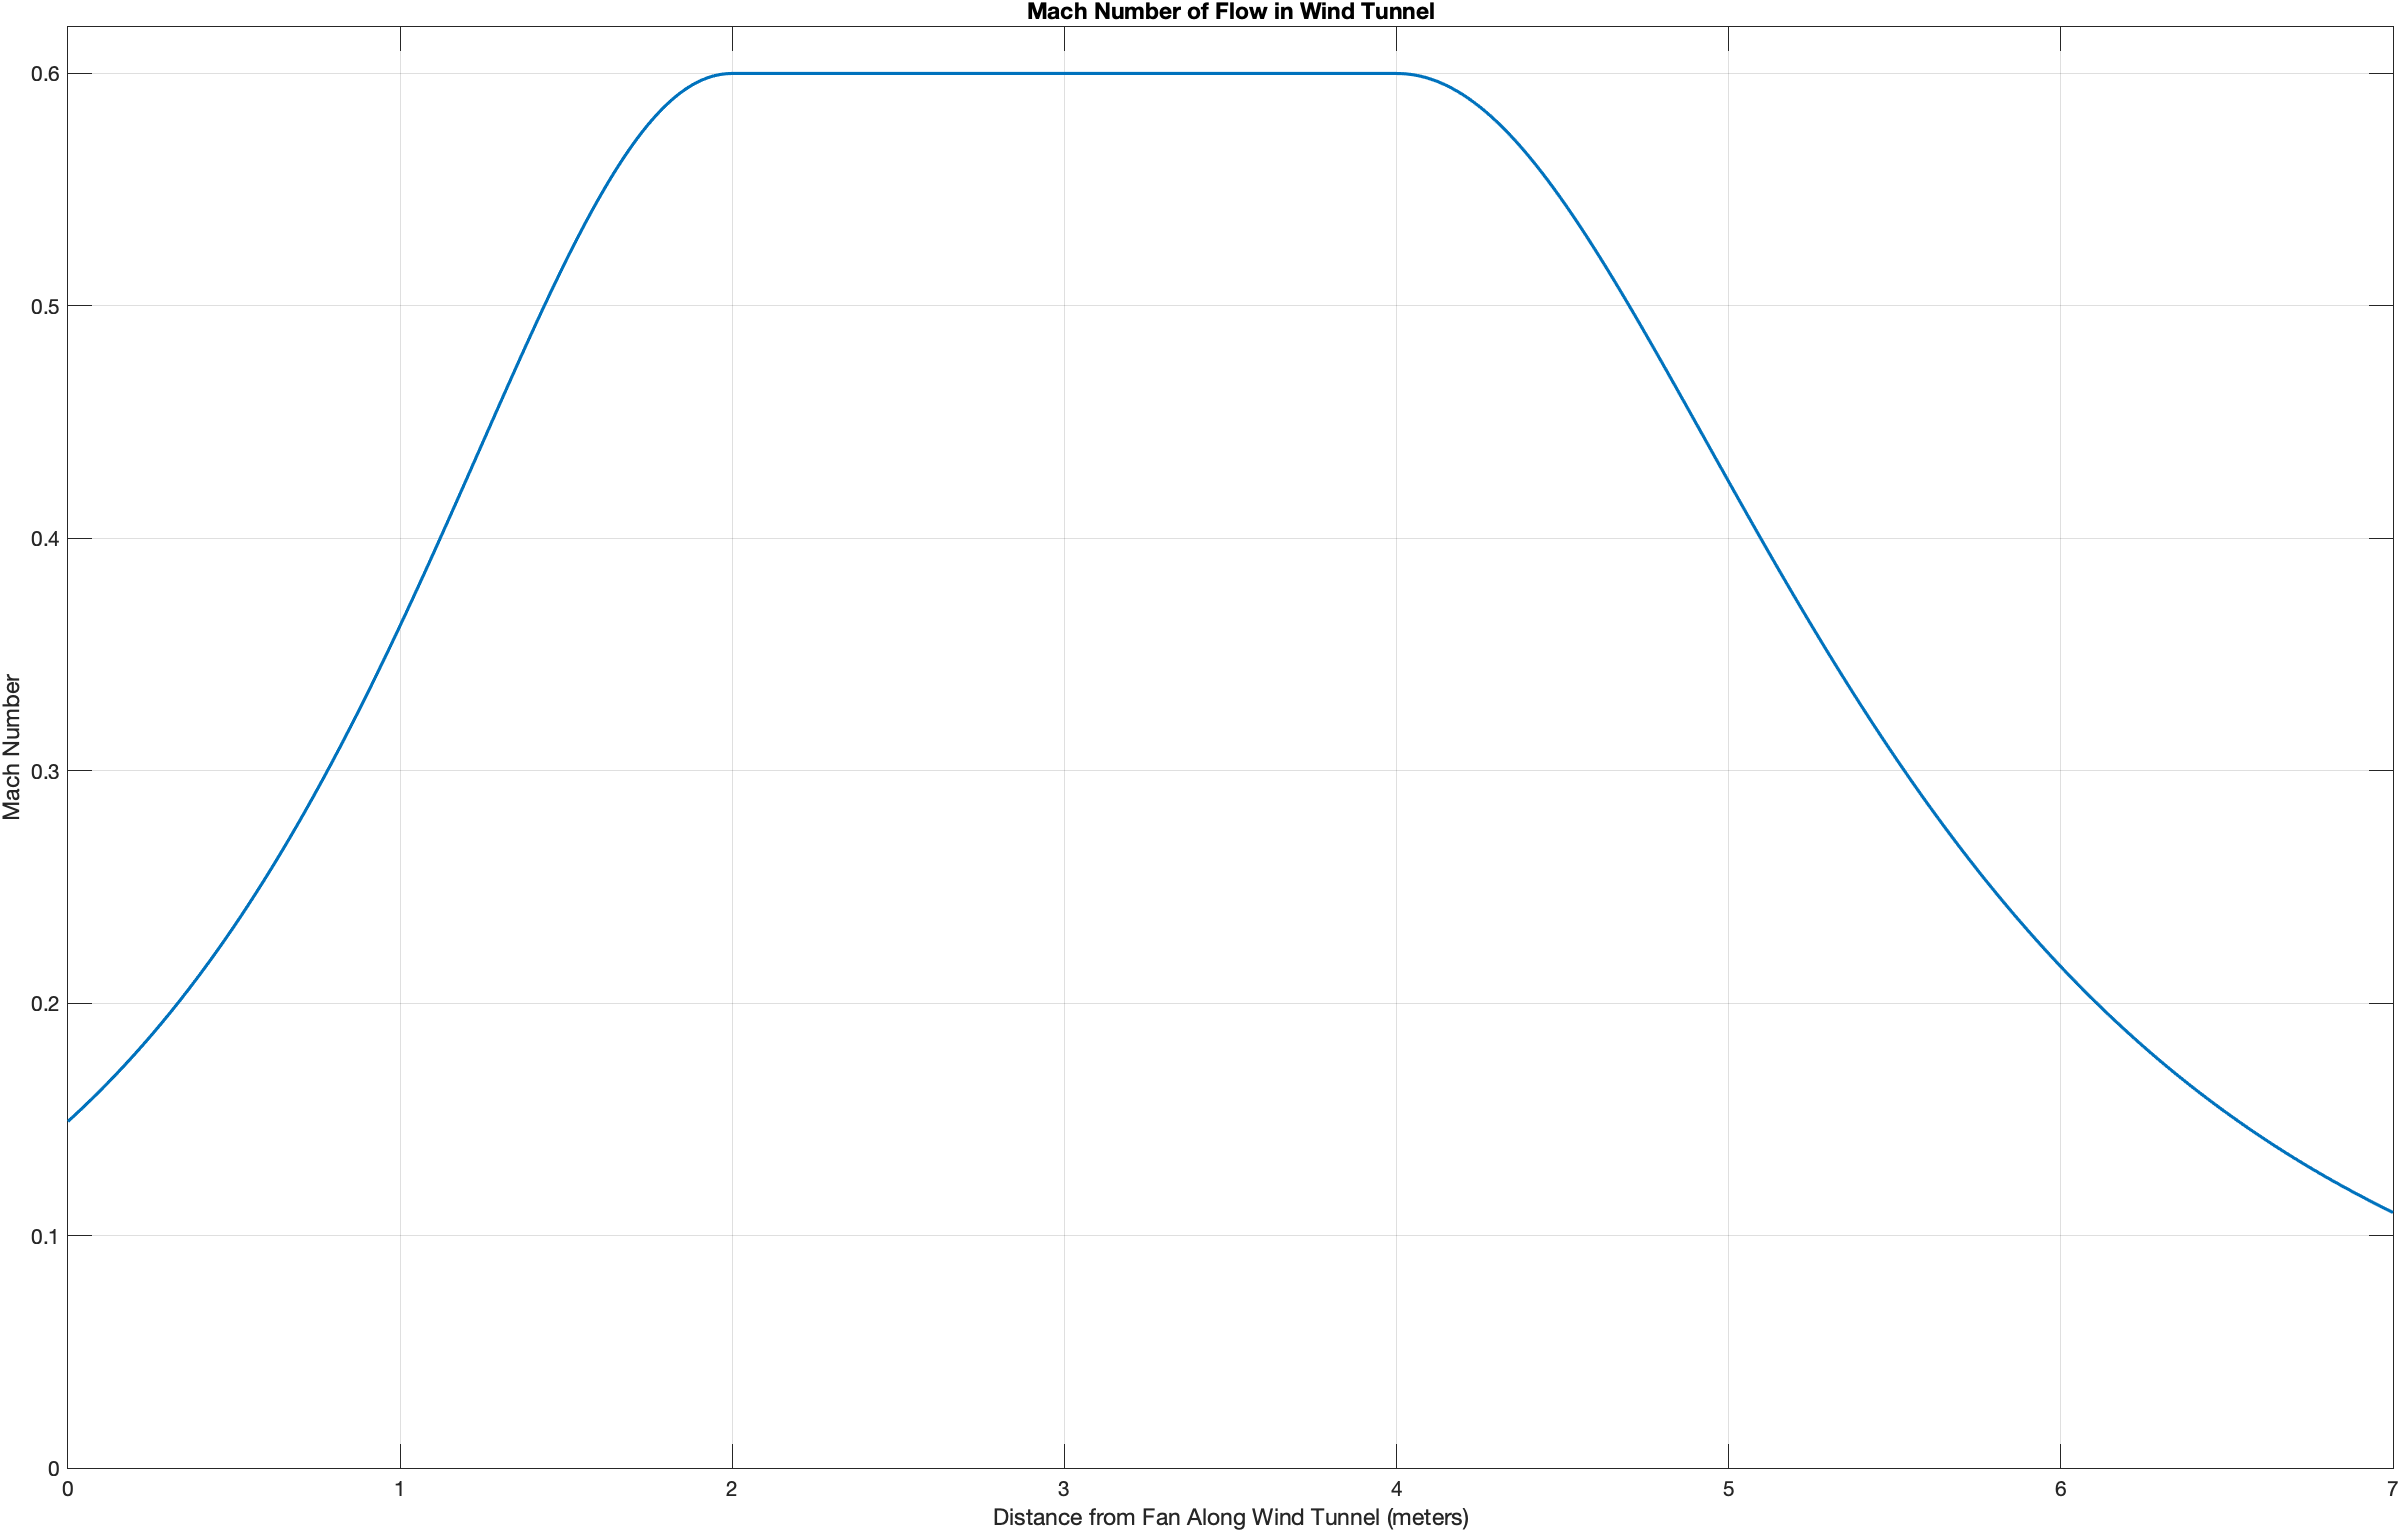 Mach Number of Flow in Wind Tunnel
Mach Number
0.6
0.5
0.4
0.3
0.2
0.1
0
0 1 2 3 4 5 6 7
Distance from Fan Along Wind Tunnel (meters)